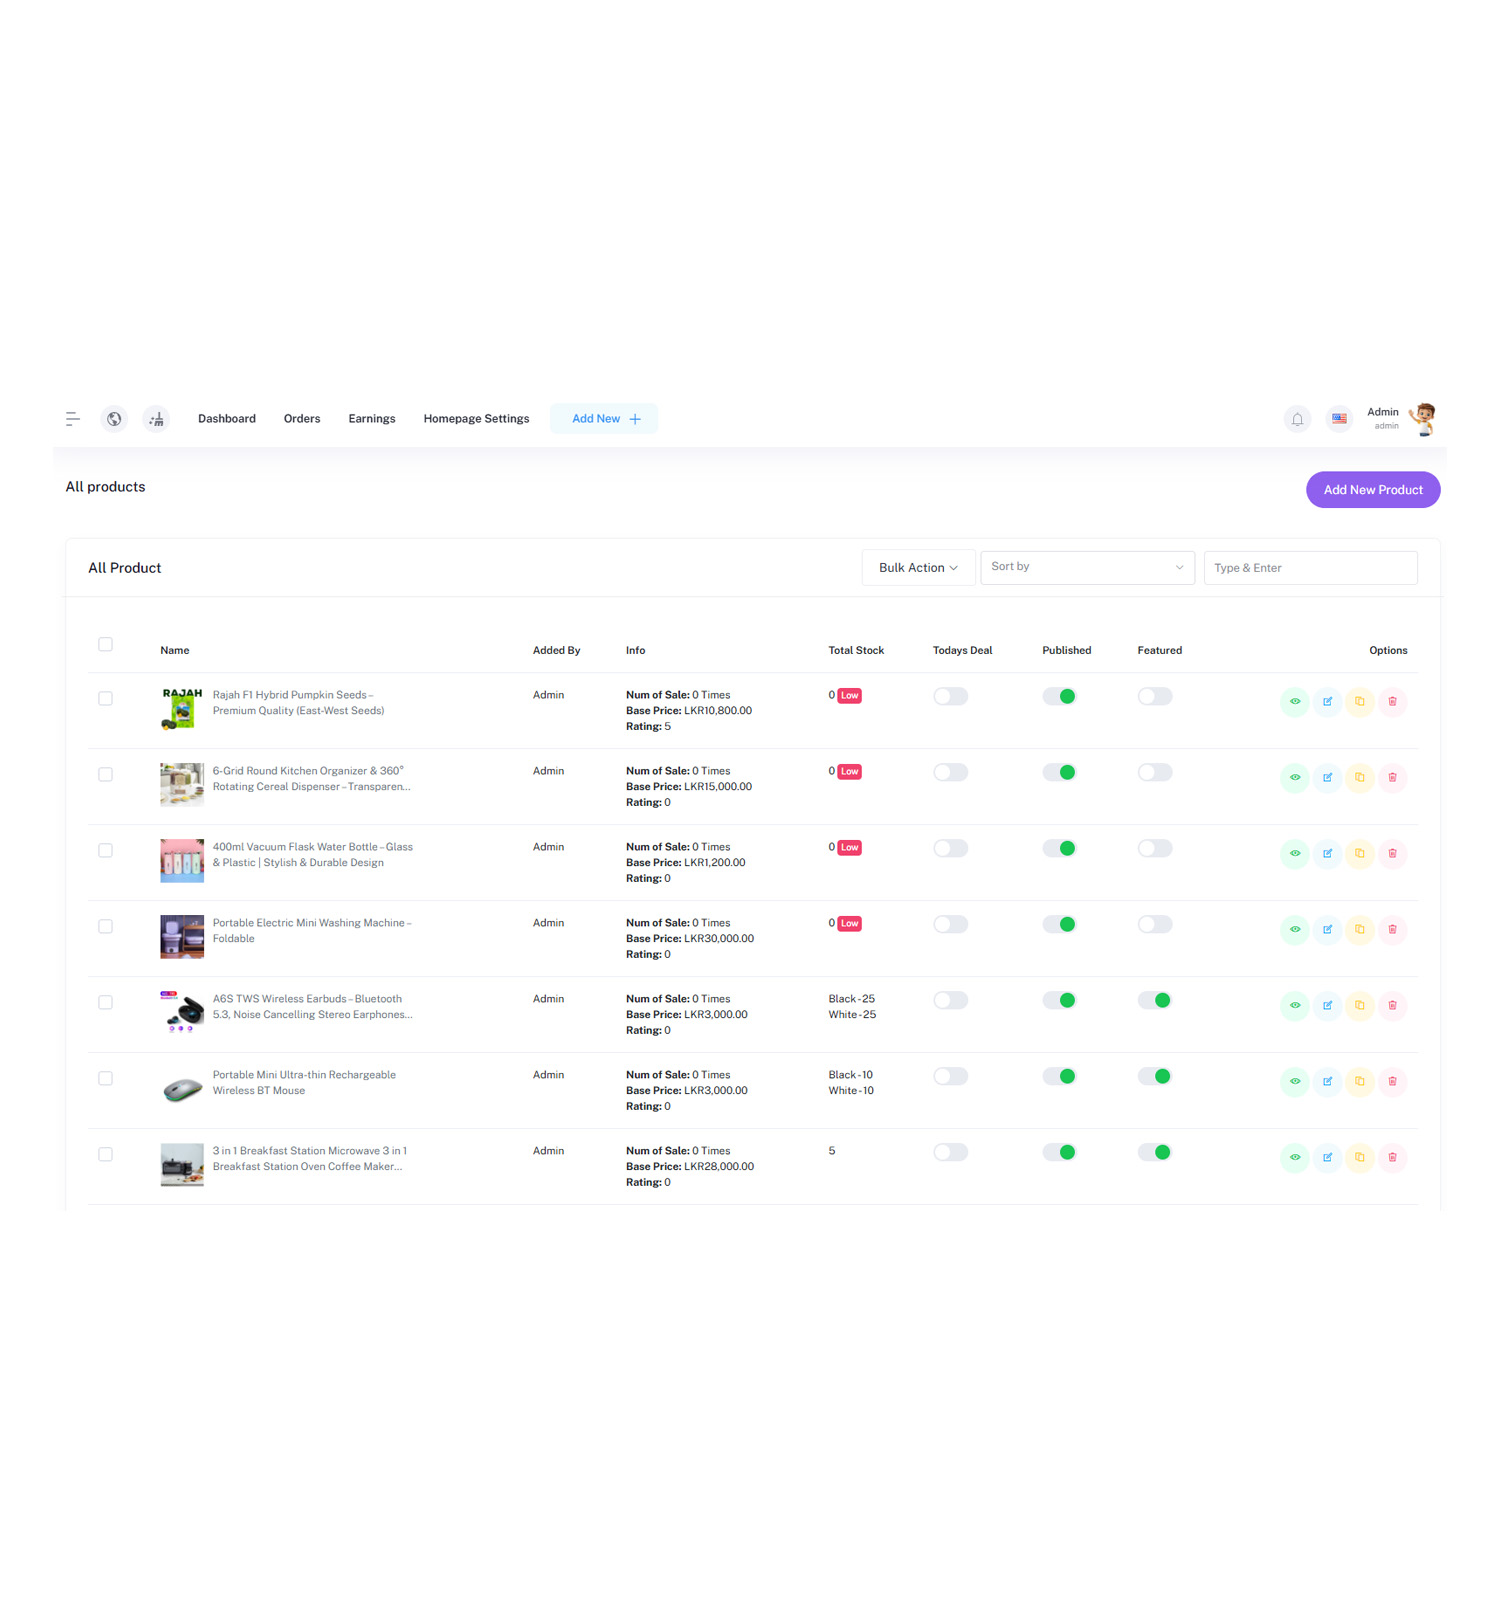 Dashboard Orders Earnings Homepage Settings Add New
Admin
admin
All products
Add New Product
All Product
Bulk Action
Sort by
Type & Enter
Name Added By Info Total Stock Todays Deal Published Featured Options
RAJAH
Rajah F1 Hybrid Pumpkin Seeds –
Premium Quality (East-West Seeds)
Admin
Num of Sale: 0 Times
Base Price: LKR10,800.00
Rating: 5
0 Low
6-Grid Round Kitchen Organizer & 360°
Rotating Cereal Dispenser – Transparen...
Admin
Num of Sale: 0 Times
Base Price: LKR15,000.00
Rating: 0
0 Low
400ml Vacuum Flask Water Bottle – Glass
& Plastic | Stylish & Durable Design
Admin
Num of Sale: 0 Times
Base Price: LKR1,200.00
Rating: 0
0 Low
Portable Electric Mini Washing Machine –
Foldable
Admin
Num of Sale: 0 Times
Base Price: LKR30,000.00
Rating: 0
0 Low
A6S TWS Wireless Earbuds – Bluetooth
5.3, Noise Cancelling Stereo Earphones...
Admin
Num of Sale: 0 Times
Base Price: LKR3,000.00
Rating: 0
Black - 25
White - 25
Portable Mini Ultra-thin Rechargeable
Wireless BT Mouse
Admin
Num of Sale: 0 Times
Base Price: LKR3,000.00
Rating: 0
Black - 10
White - 10
3 in 1 Breakfast Station Microwave 3 in 1
Breakfast Station Oven Coffee Maker...
Admin
Num of Sale: 0 Times
Base Price: LKR28,000.00
Rating: 0
5